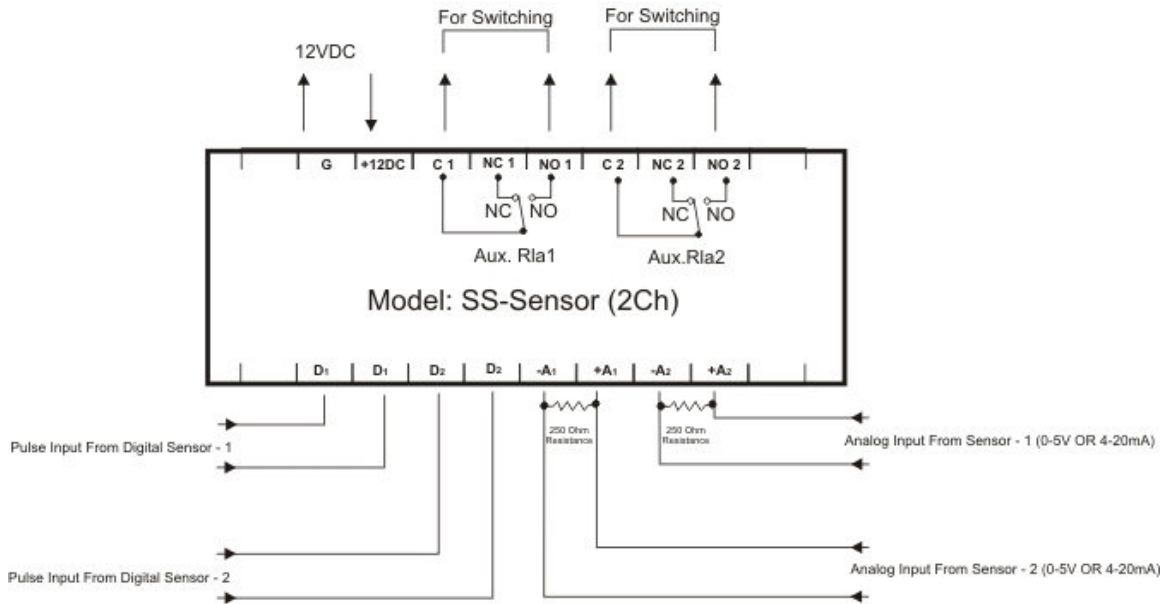 For Switching
For Switching
12VDC
G +12DC C 1 NC 1 NO 1 C 2 NC 2 NO 2
NC NO NC NO
Aux. Rla1 Aux.Rla2
Model: SS-Sensor (2Ch)
D1 D1 D2 D2 -A1 +A1 -A2 +A2
250 Ohm
Resistance
250 Ohm
Resistance
Pulse Input From Digital Sensor - 1
Analog Input From Sensor - 1 (0-5V OR 4-20mA)
Pulse Input From Digital Sensor - 2
Analog Input From Sensor - 2 (0-5V OR 4-20mA)